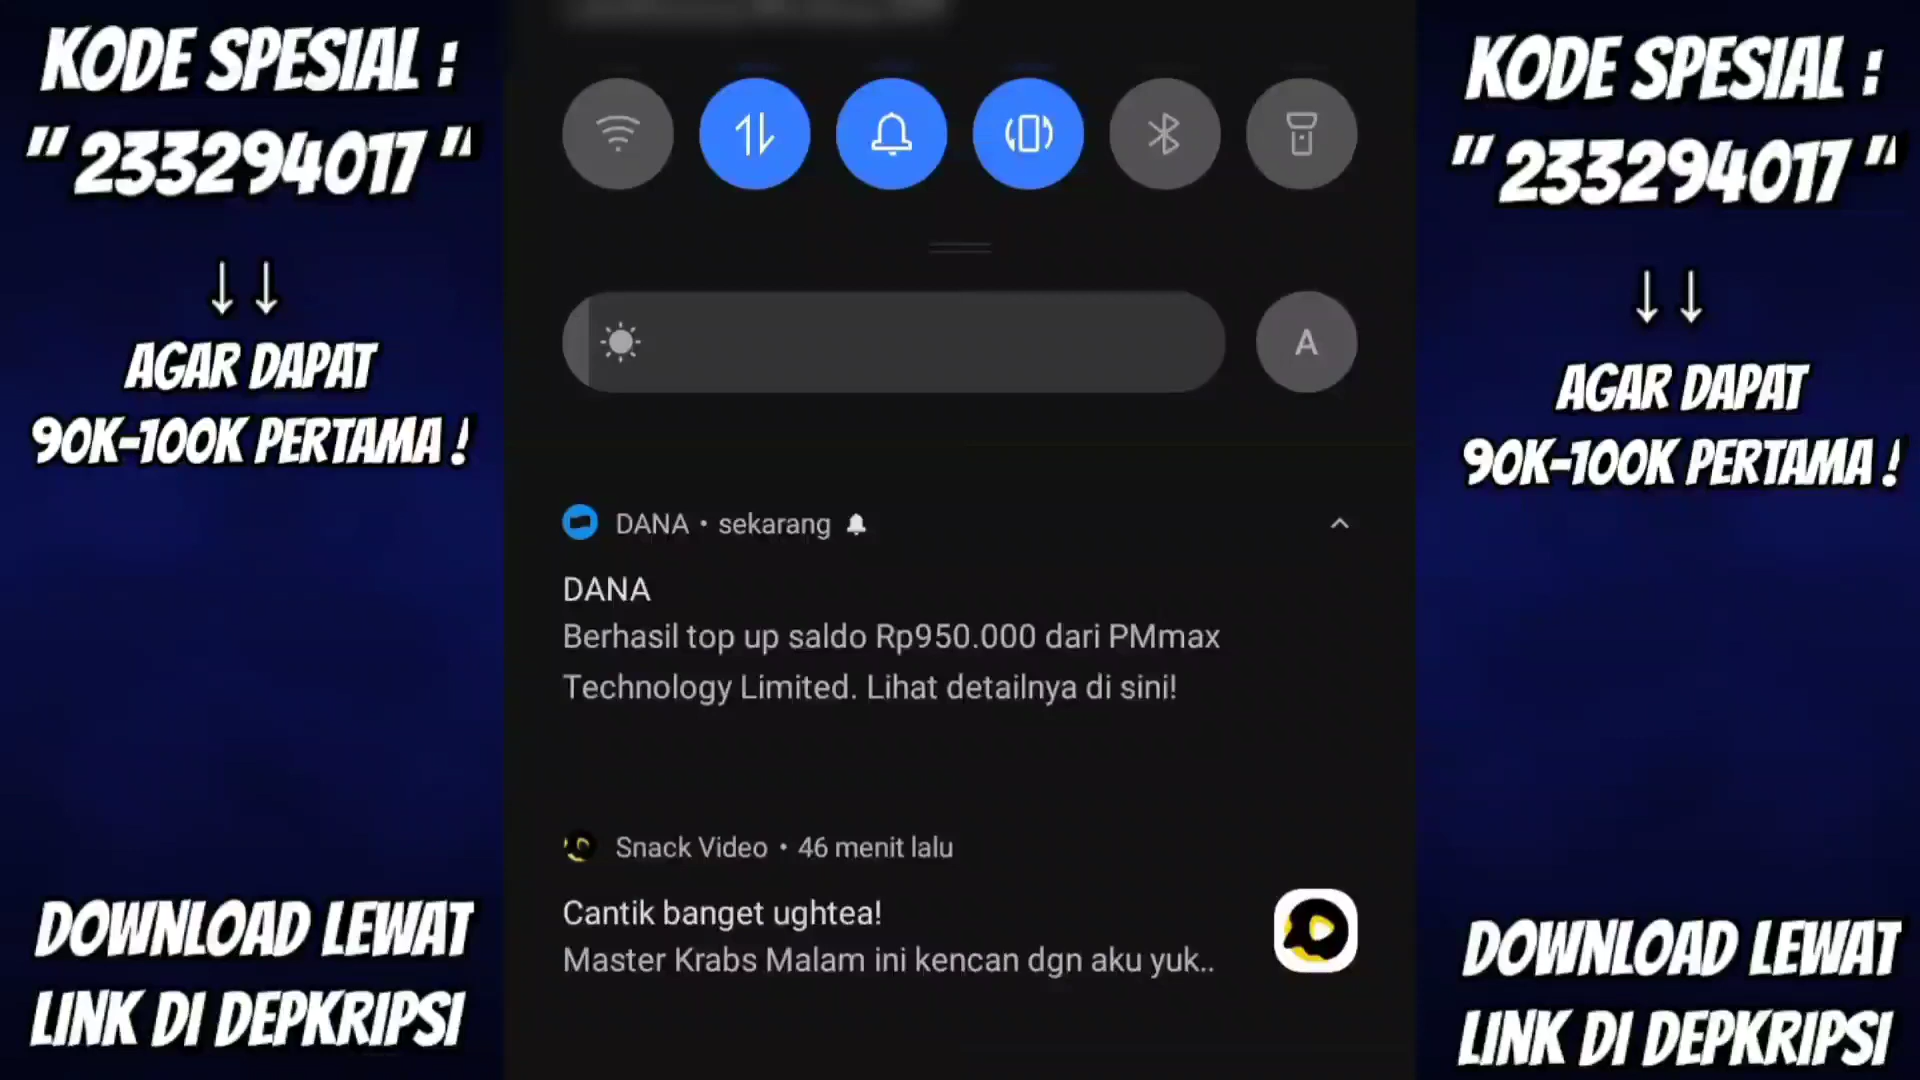 KODE SPESIAL :
" 233294017 "
↓↓
AGAR DAPAT
90K-100K PERTAMA !
DOWNLOAD LEWAT
LINK DI DEPKRIPSI
A
DANA • sekarang
DANA
Berhasil top up saldo Rp950.000 dari PMmax
Technology Limited. Lihat detailnya di sini!
Snack Video • 46 menit lalu
Cantik banget ughtea!
Master Krabs Malam ini kencan dgn aku yuk..
KODE SPESIAL :
" 233294017 "
↓↓
AGAR DAPAT
90K-100K PERTAMA !
DOWNLOAD LEWAT
LINK DI DEPKRIPSI